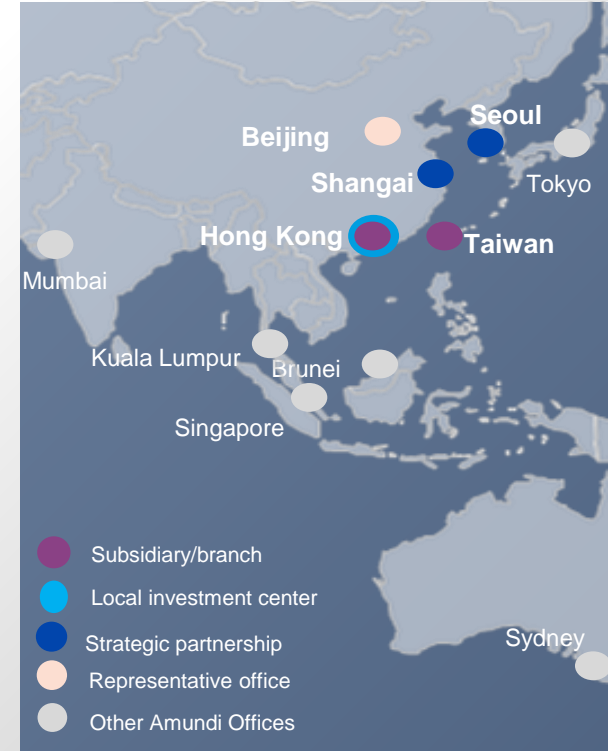 Seoul
Beijing
Shangai
Tokyo
Hong Kong
Taiwan
Mumbai
Kuala Lumpur
Brunei
Singapore
Subsidiary/branch
Local investment center
Strategic partnership
Sydney
Representative office
Other Amundi Offices